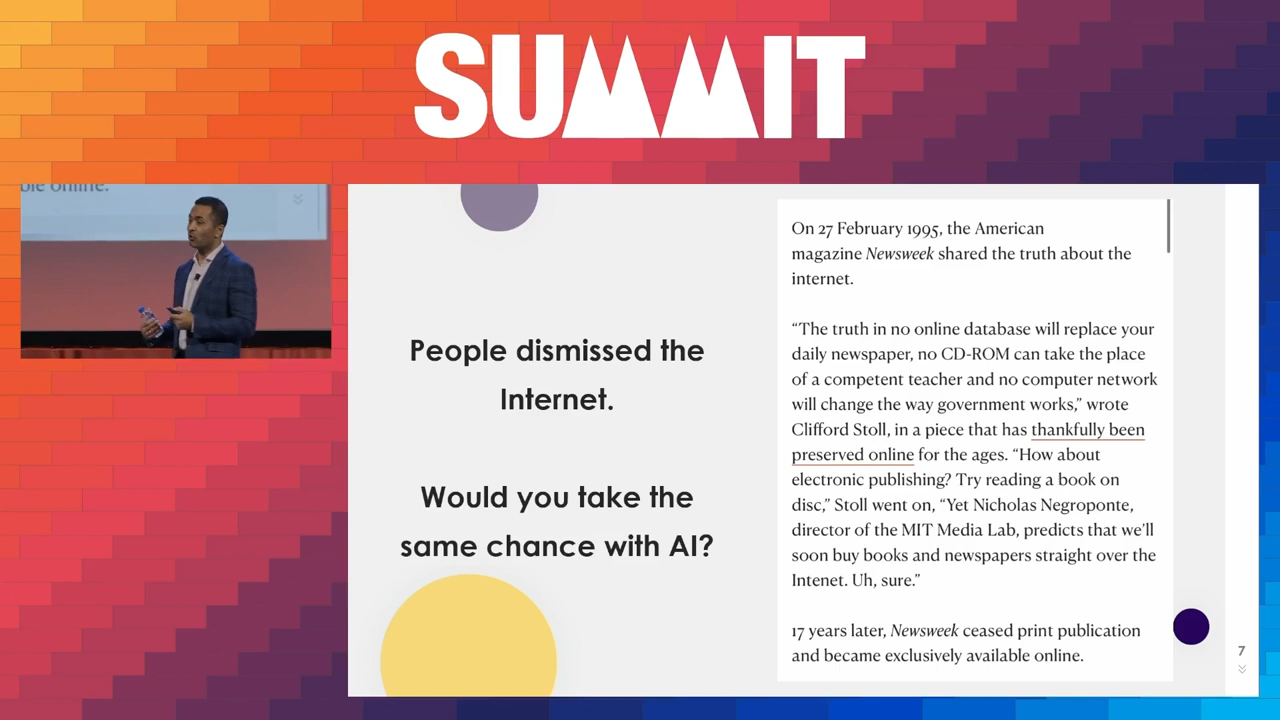 SUMMIT
ble online.
People dismissed the
Internet.
Would you take the
same chance with AI?
On 27 February 1995, the American
magazine Newsweek shared the truth about the
internet.
“The truth in no online database will replace your
daily newspaper, no CD-ROM can take the place
of a competent teacher and no computer network
will change the way government works,” wrote
Clifford Stoll, in a piece that has thankfully been
preserved online for the ages. “How about
electronic publishing? Try reading a book on
disc,” Stoll went on, “Yet Nicholas Negroponte,
director of the MIT Media Lab, predicts that we’ll
soon buy books and newspapers straight over the
Intenet. Uh, sure.”
17 years later, Newsweek ceased print publication
and became exclusively available online.
7